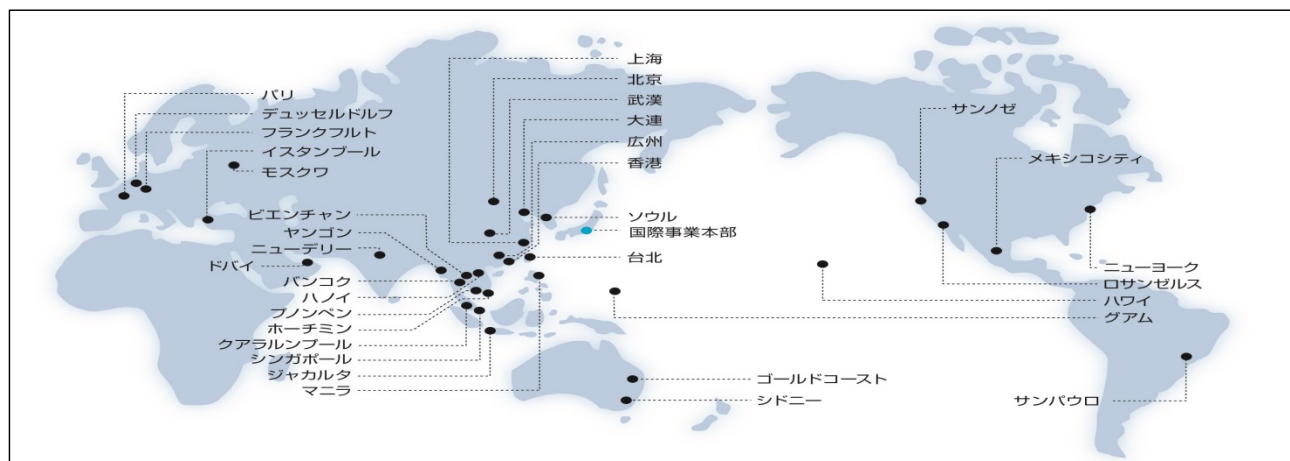 パリ
デュッセルドルフ
フランクフルト
イスタンブール
モスクワ
ビエンチャン
ヤンゴン
ニューデリー
ドバイ
バンコク
ハノイ
プノンペン
ホーチミン
クアラルンプール
シンガポール
ジャカルタ
マニラ
上海
北京
武漢
大連
広州
香港
ソウル
国際事業本部
台北
ゴールドコースト
シドニー
サンノゼ
メキシコシティ
ニューヨーク
ロサンゼルス
ハワイ
グアム
サンパウロ